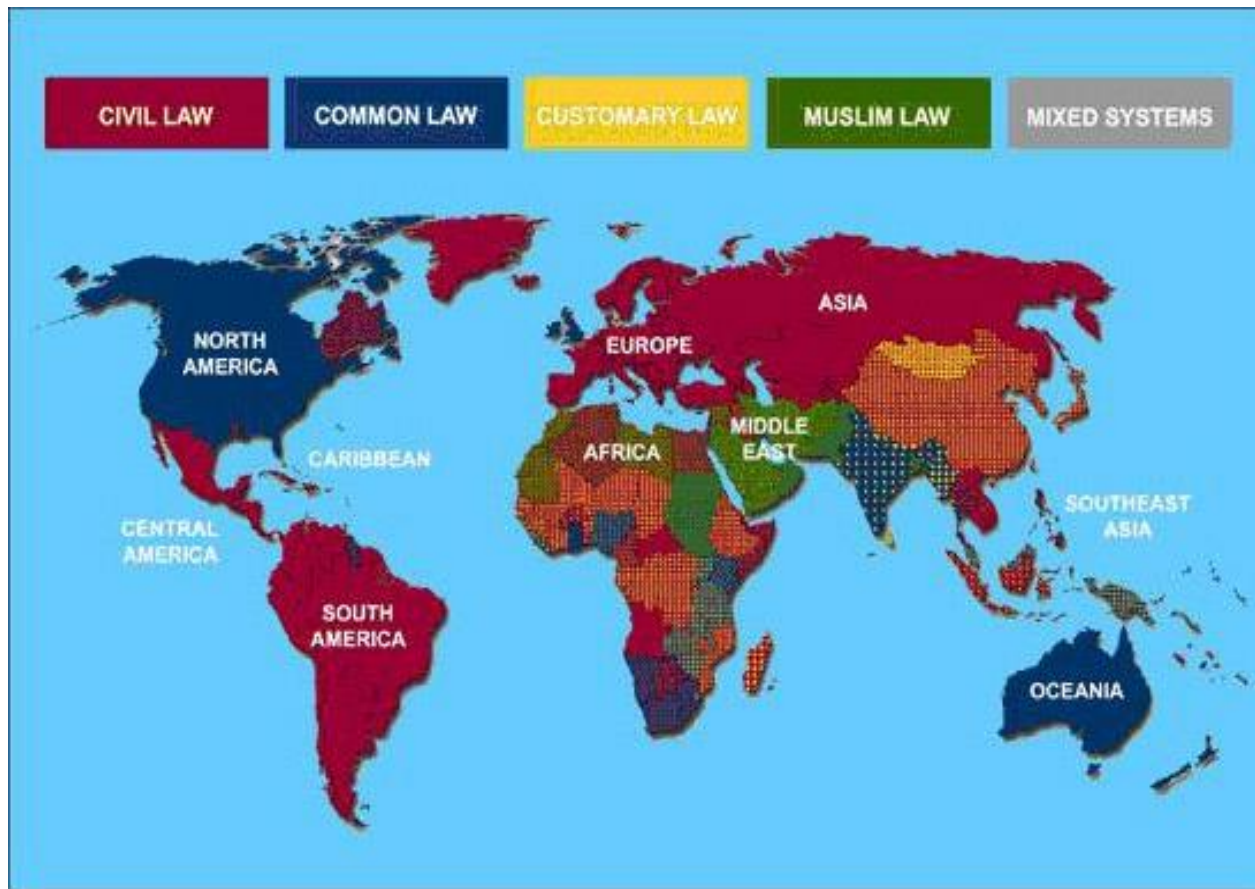 CIVIL LAW
COMMON LAW
CUSTOMARY LAW
MUSLIM LAW
MIXED SYSTEMS
NORTH
AMERICA
ASIA
EUROPE
MIDDLE
EAST
AFRICA
CARIBBEAN
CENTRAL
AMERICA
SOUTHEAST
ASIA
SOUTH
AMERICA
OCEANIA